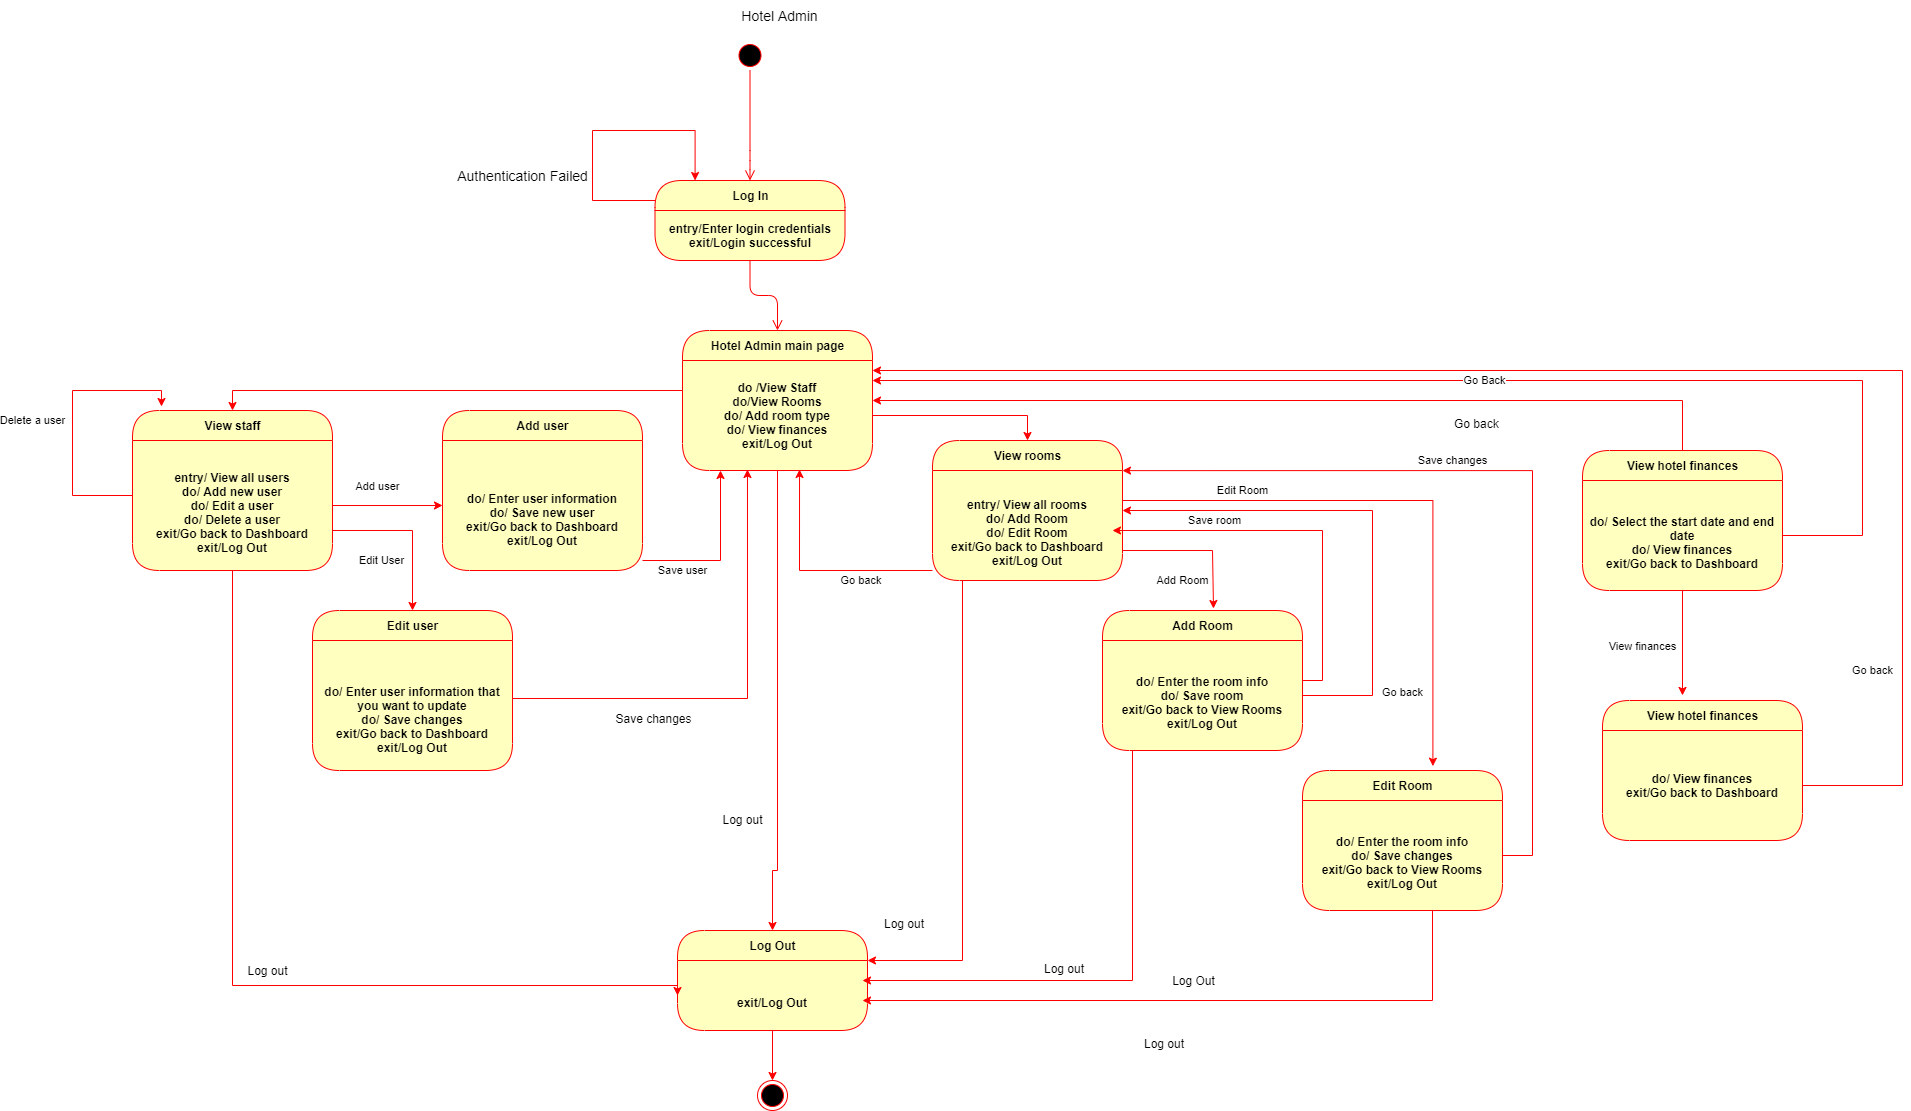 Hotel Admin
Authentication Failed
Log In
entry/Enter login credentials
exit/Login successful
Hotel Admin main page
do /View Staff
do/View Rooms
do/ Add room type
do/ View finances
exit/Log Out
Delete a user
View staff
entry/ View all users
do/ Add new user
do/ Edit a user
do/ Delete a user
exit/Go back to Dashboard
exit/Log Out
Add user
Edit User
Add user
do/ Enter user information
do/ Save new user
exit/Go back to Dashboard
exit/Log Out
Save user
Edit user
do/ Enter user information that
you want to update
do/ Save changes
exit/Go back to Dashboard
exit/Log Out
Save changes
View rooms
entry/ View all rooms
do/ Add Room
do/ Edit Room
exit/Go back to Dashboard
exit/Log Out
Go back
Edit Room
Save room
Add Room
Add Room
do/ Enter the room info
do/ Save room
exit/Go back to View Rooms
exit/Log Out
Go back
Save changes
Edit Room
do/ Enter the room info
do/ Save changes
exit/Go back to View Rooms
exit/Log Out
Go Back
Go back
View hotel finances
do/ Select the start date and end
date
do/ View finances
exit/Go back to Dashboard
View finances
Go back
View hotel finances
do/ View finances
exit/Go back to Dashboard
Log out
Log out
Log out
Log out
Log Out
Log Out
exit/Log Out
Log out